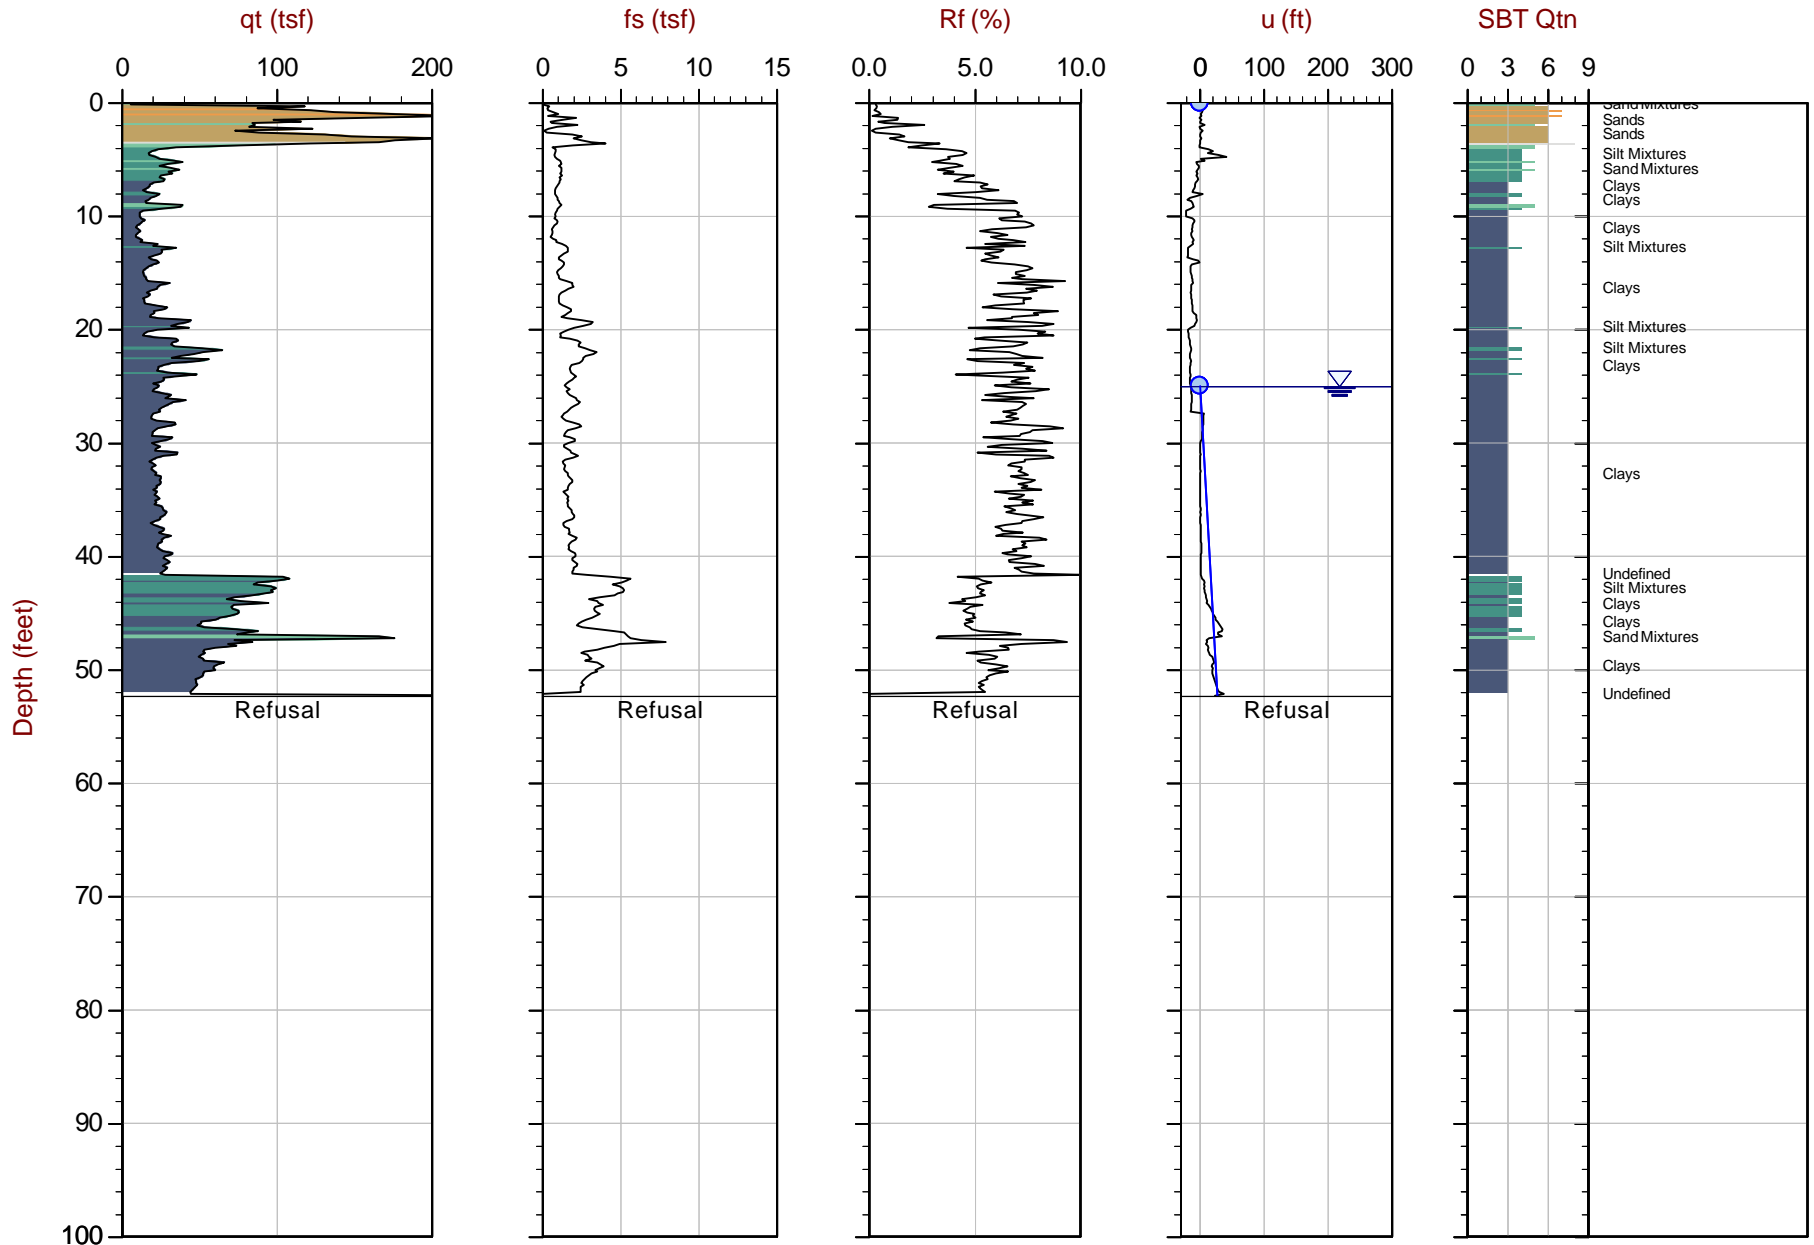 qt (tsf) fs (tsf) Rf (%) u (ft) SBT Qtn
0 100 200 0 5 10 15 0.0 5.0 10.0 0 100 200 300 0 3 6 9
0
10
20
30
40
50
60
70
80
90
100
Depth (feet)
Sand Mixtures
Sands
Sands
Silt Mixtures
Sand Mixtures
Clays
Clays
Clays
Silt Mixtures
Clays
Silt Mixtures
Silt Mixtures
Clays
Clays
Undefined
Silt Mixtures
Clays
Clays
Sand Mixtures
Clays
Undefined
Refusal Refusal Refusal Refusal